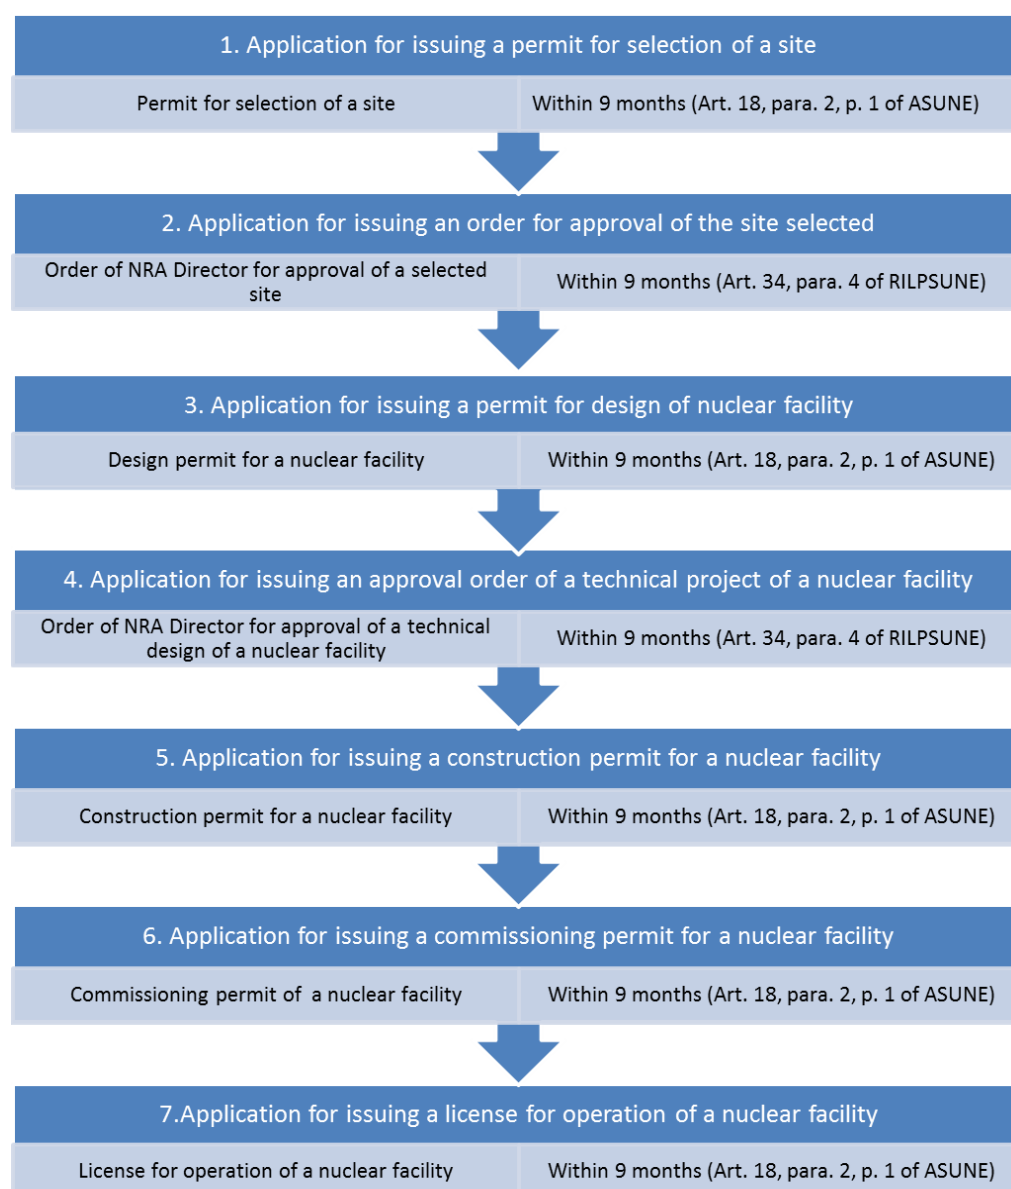 1. Application for issuing a permit for selection of a site
Permit for selection of a site
Within 9 months (Art. 18, para. 2, p. 1 of ASUNE)
2. Application for issuing an order for approval of the site selected
Order of NRA Director for approval of a selected
site
Within 9 months (Art. 34, para. 4 of RILPSUNE)
3. Application for issuing a permit for design of nuclear facility
Design permit for a nuclear facility
Within 9 months (Art. 18, para. 2, p. 1 of ASUNE)
4. Application for issuing an approval order of a technical project of a nuclear facility
Order of NRA Director for approval of a technical
design of a nuclear facility
Within 9 months (Art. 34, para. 4 of RILPSUNE)
5. Application for issuing a construction permit for a nuclear facility
Construction permit for a nuclear facility
Within 9 months (Art. 18, para. 2, p. 1 of ASUNE)
6. Application for issuing a commissioning permit for a nuclear facility
Commissioning permit of  a nuclear facility
Within 9 months (Art. 18, para. 2, p. 1 of ASUNE)
7.Application for issuing a license for operation of a nuclear facility
License for operation of a nuclear facility
Within 9 months (Art. 18, para. 2, p. 1 of ASUNE)